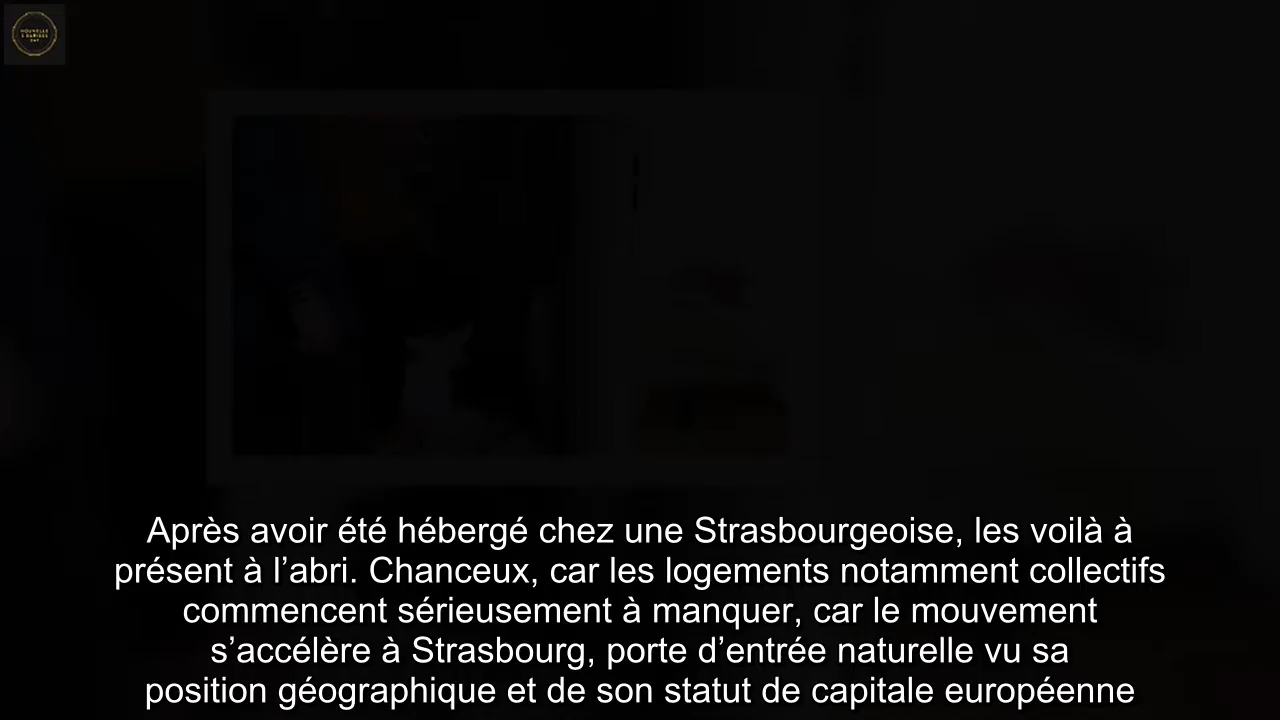 Après avoir été hébergé chez une Strasbourgeoise, les voilà à
présent à l’abri. Chanceux, car les logements notamment collectifs
commencent sérieusement à manquer, car le mouvement
s’accélère à Strasbourg, porte d’entrée naturelle vu sa
position géographique et de son statut de capitale européenne